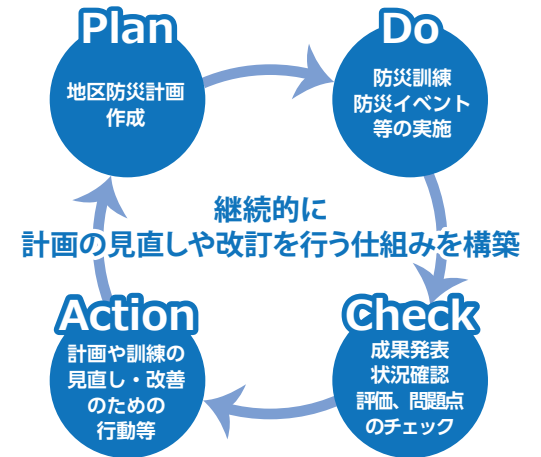 Plan
地区防災計画
作成
Do
防災訓練
防災イベント
等の実施
継続的に
計画の見直しや改訂を行う仕組みを構築
Action
計画や訓練の
見直し・改善
のための
行動等
Check
成果発表
状況確認
評価、問題点
のチェック